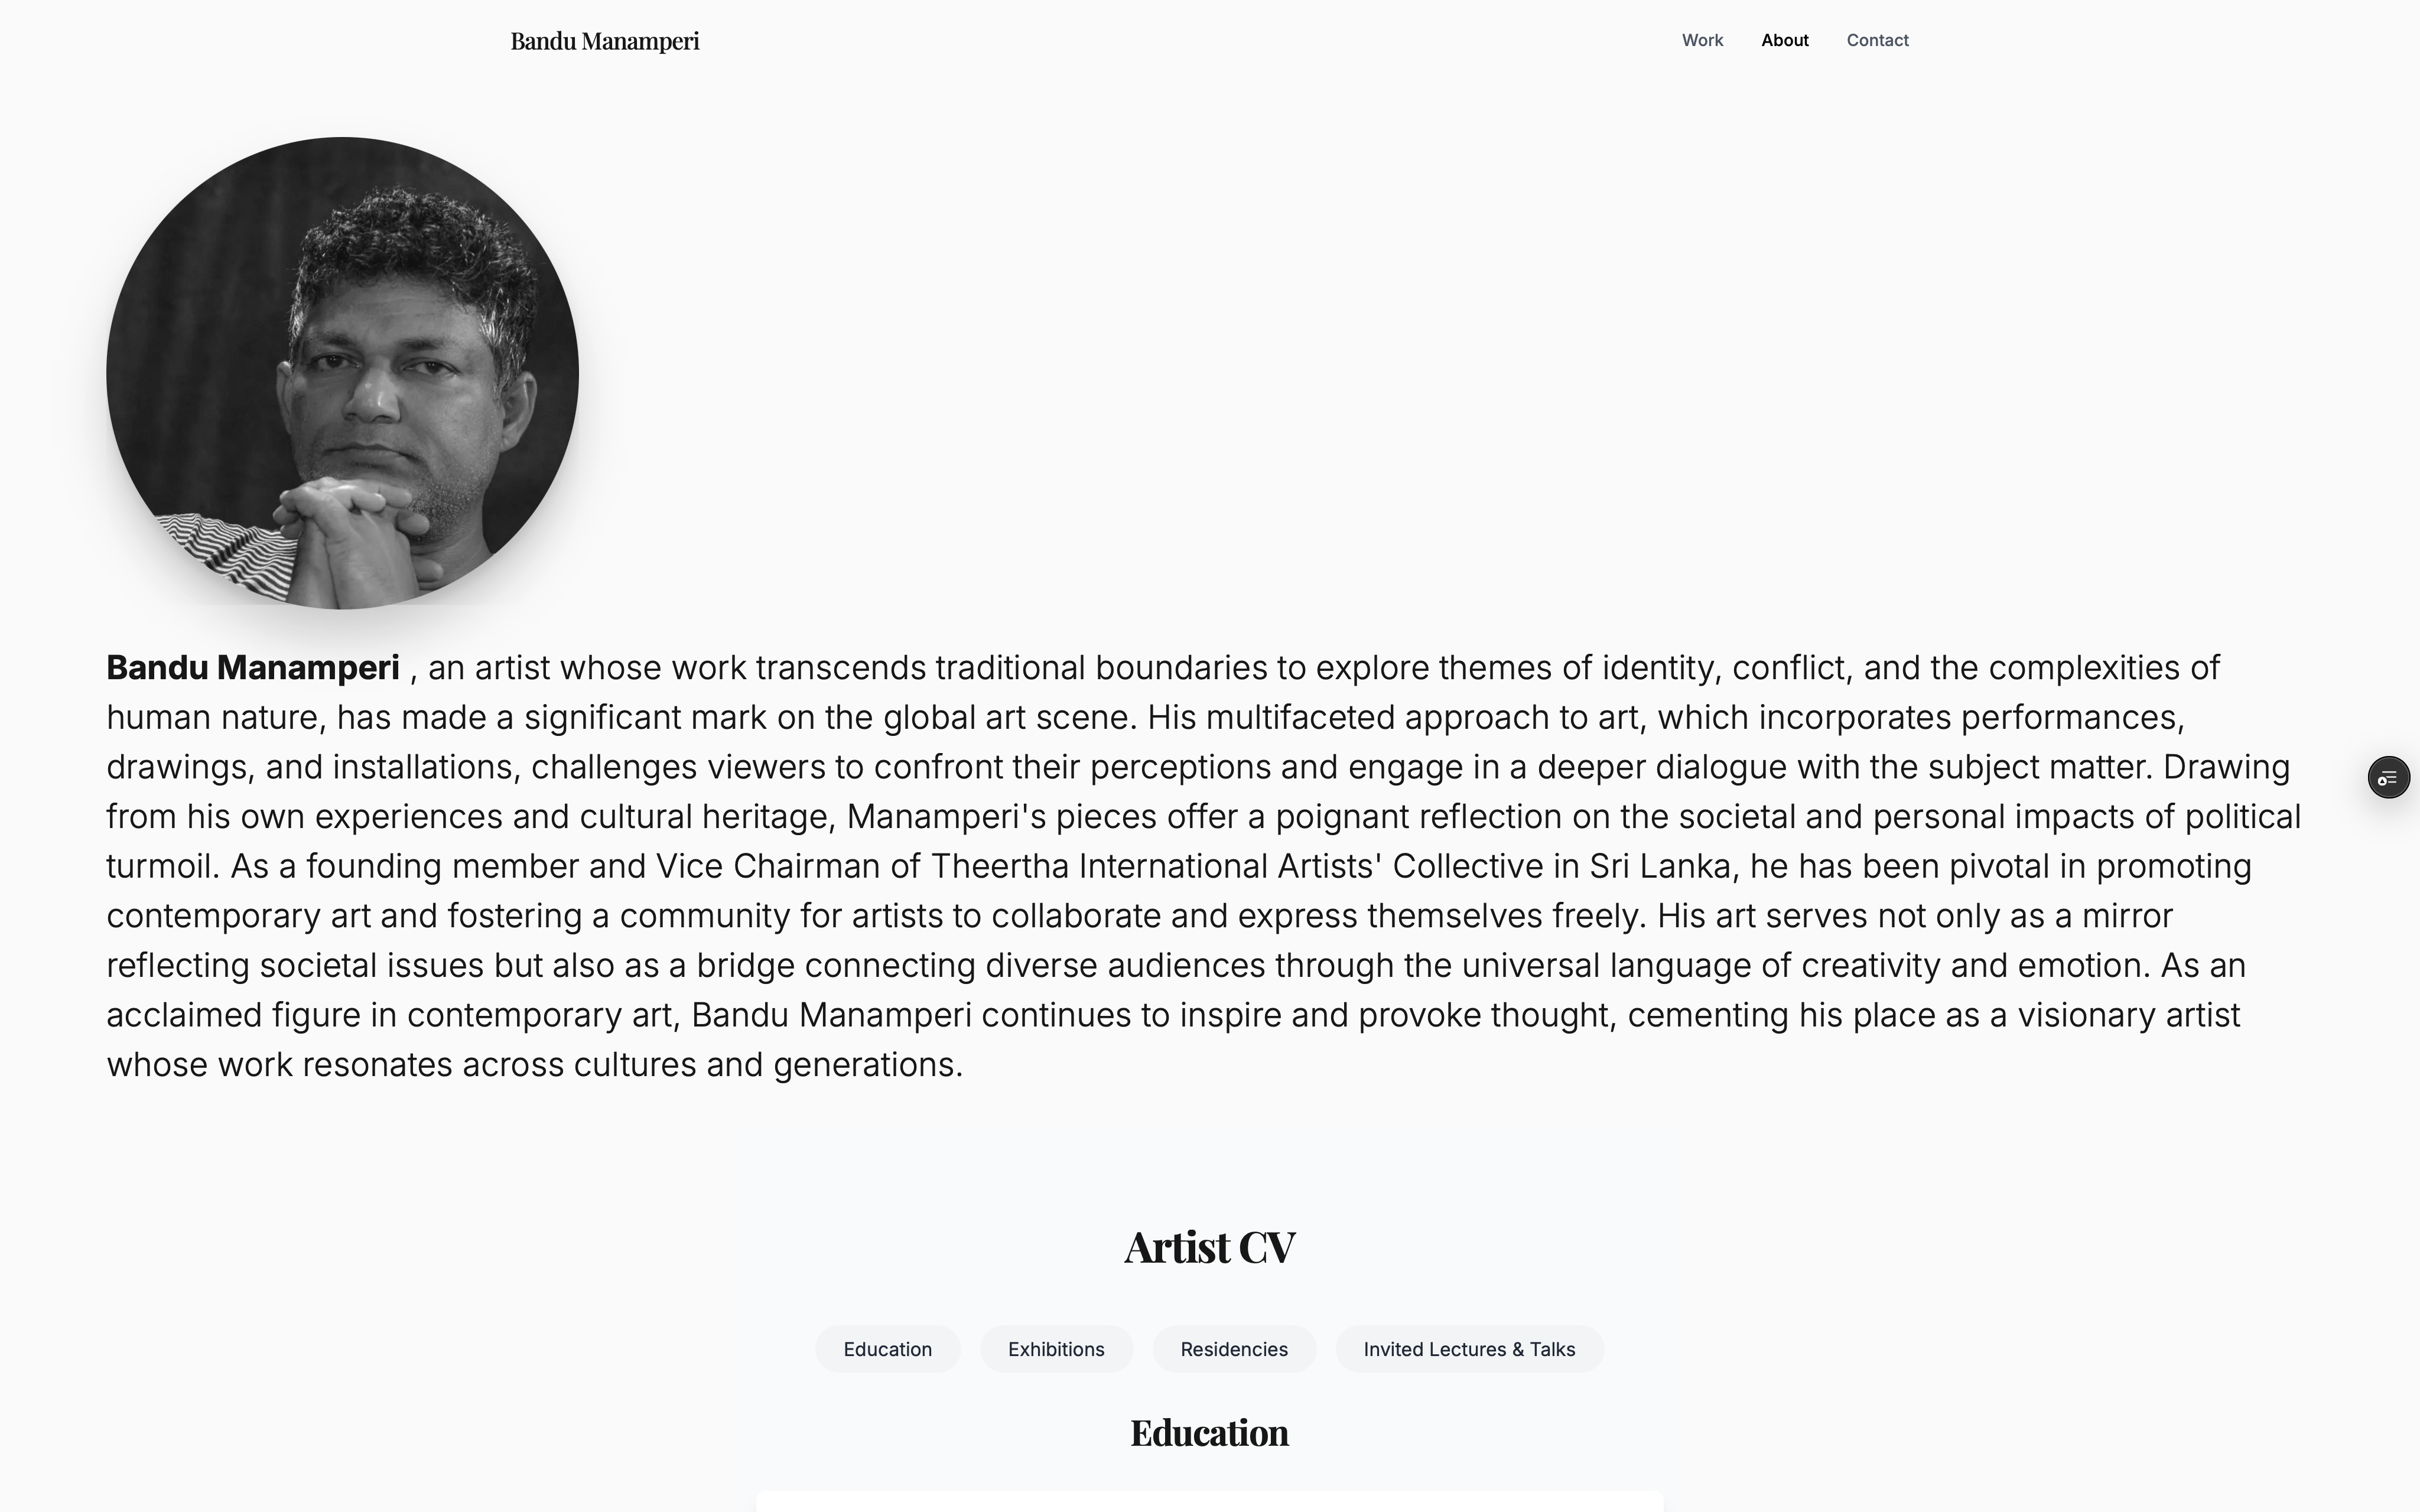 Bandu Manamperi
Work About Contact
Bandu Manamperi , an artist whose work transcends traditional boundaries to explore themes of identity, conflict, and the complexities of
human nature, has made a significant mark on the global art scene. His multifaceted approach to art, which incorporates performances,
drawings, and installations, challenges viewers to confront their perceptions and engage in a deeper dialogue with the subject matter. Drawing
from his own experiences and cultural heritage, Manamperi's pieces offer a poignant reflection on the societal and personal impacts of political
turmoil. As a founding member and Vice Chairman of Theertha International Artists' Collective in Sri Lanka, he has been pivotal in promoting
contemporary art and fostering a community for artists to collaborate and express themselves freely. His art serves not only as a mirror
reflecting societal issues but also as a bridge connecting diverse audiences through the universal language of creativity and emotion. As an
acclaimed figure in contemporary art, Bandu Manamperi continues to inspire and provoke thought, cementing his place as a visionary artist
whose work resonates across cultures and generations.
Artist CV
Education Exhibitions Residencies Invited Lectures & Talks
Education